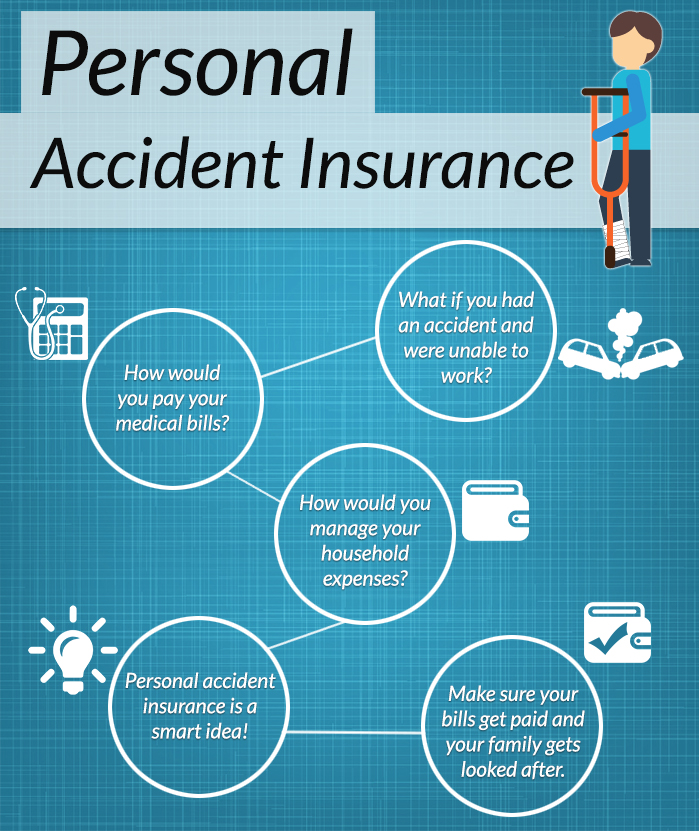 Personal
Accident Insurance
What if you had
an accident and
were unable to
work?
How would
you pay your
medical bills?
How would you
manage your
household
expenses?
Personal accident
insurance is a
smart idea!
Make sure your
bills get paid and
your family gets
looked after.